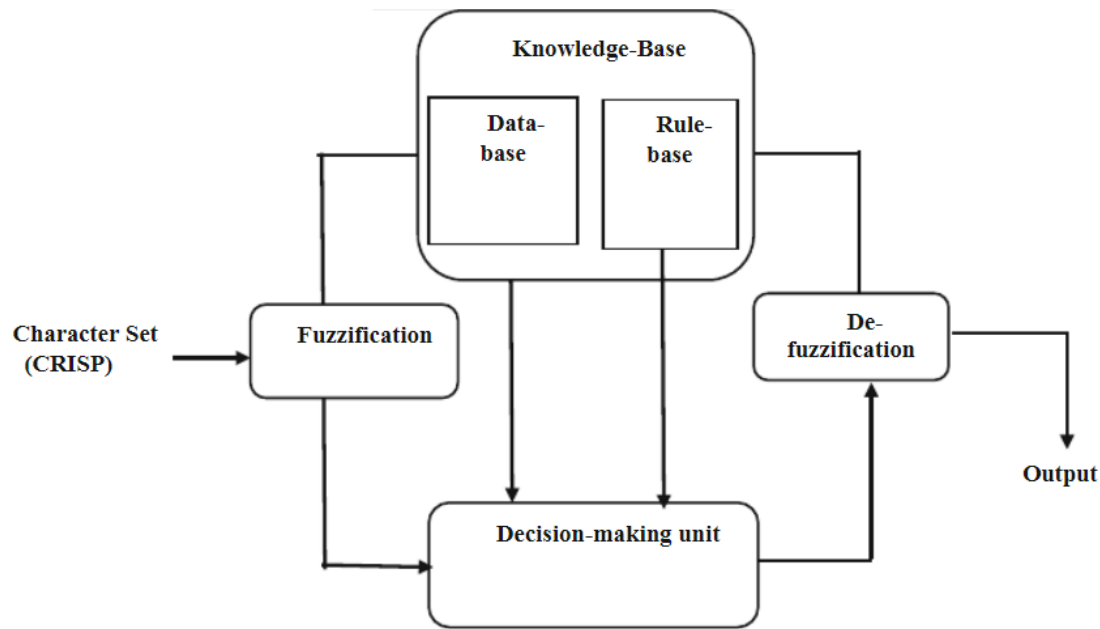 Knowledge-Base
Data-
base
Rule-
base
Character Set
(CRISP)
Fuzzification
De-
fuzzification
Output
Decision-making unit